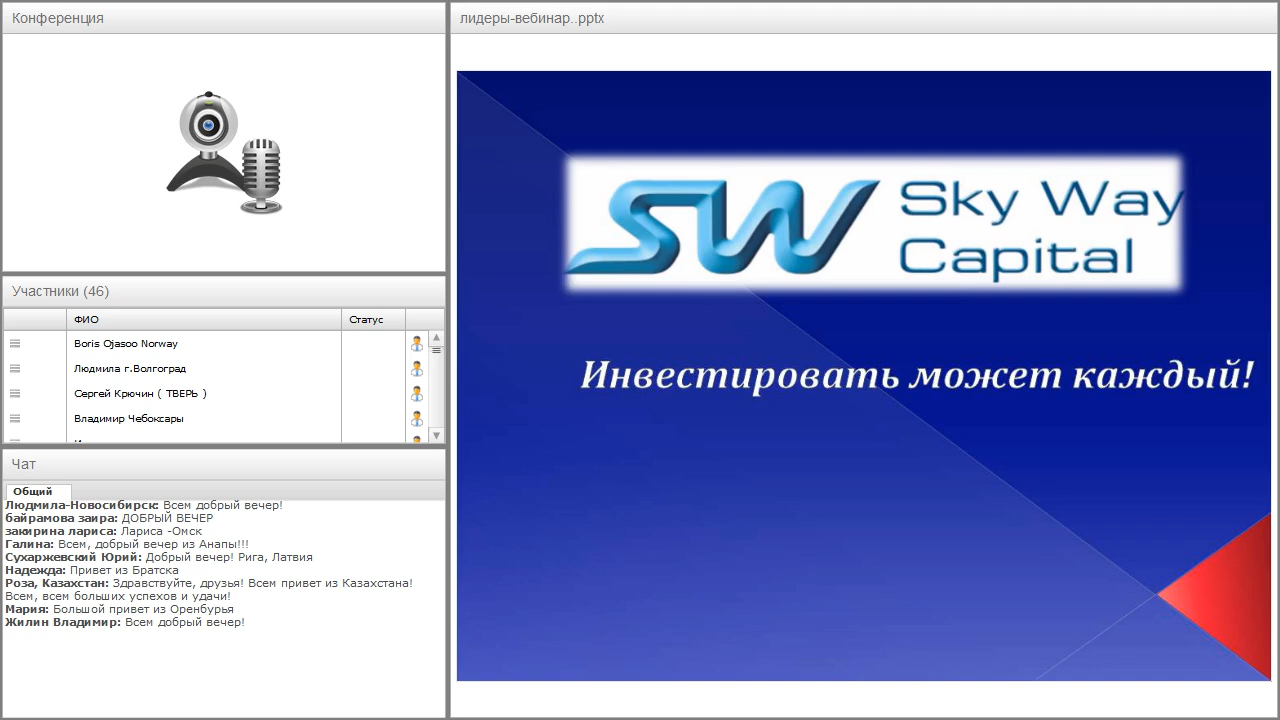 Конференция
лидеры-вебинар..pptx
SW Sky Way
Capital
Инвестировать может каждый!
Участники (46)
ФИО Статус
Boris Ojasoo Norway
Людмила г.Волгоград
Сергей Крючин ( ТВЕРЬ )
Владимир Чебоксары
Чат
Общий
Людмила-Новосибирск: Всем добрый вечер!
байрамова заира: ДОБРЫЙ ВЕЧЕР
закирина лариса: Лариса -Омск
Галина: Всем, добрый вечер из Анапы!!!
Сухаржевский Юрий: Добрый вечер! Рига, Латвия
Надежда: Привет из Братска
Роза, Казахстан: Здравствуйте, друзья! Всем привет из Казахстана!
Всем, всем больших успехов и удачи!
Мария: Большой привет из Оренбурья
Жилин Владимир: Всем добрый вечер!